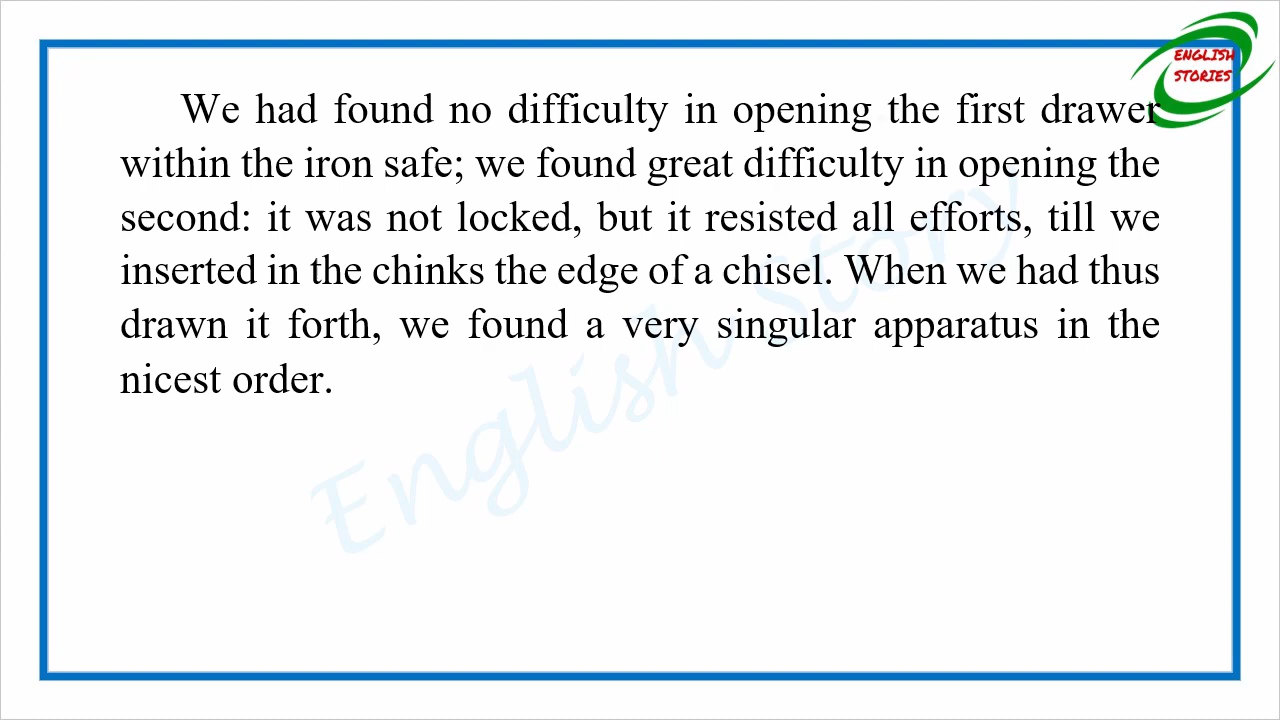 ENGLISH
STORIES
We had found no difficulty in opening the first drawer
within the iron safe; we found great difficulty in opening the
second: it was not locked, but it resisted all efforts, till we
inserted in the chinks the edge of a chisel. When we had thus
drawn it forth, we found a very singular apparatus in the
nicest order.
English Story